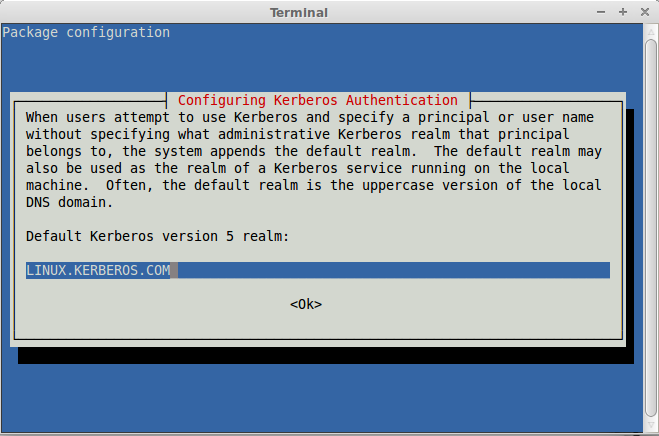 Terminal
Package configuration
Configuring Kerberos Authentication
When users attempt to use Kerberos and specify a principal or user name
without specifying what administrative Kerberos realm that principal
belongs to, the system appends the default realm.  The default realm may
also be used as the realm of a Kerberos service running on the local
machine.  Often, the default realm is the uppercase version of the local
DNS domain.
Default Kerberos version 5 realm:
LINUX.KERBEROS.COM
<Ok>